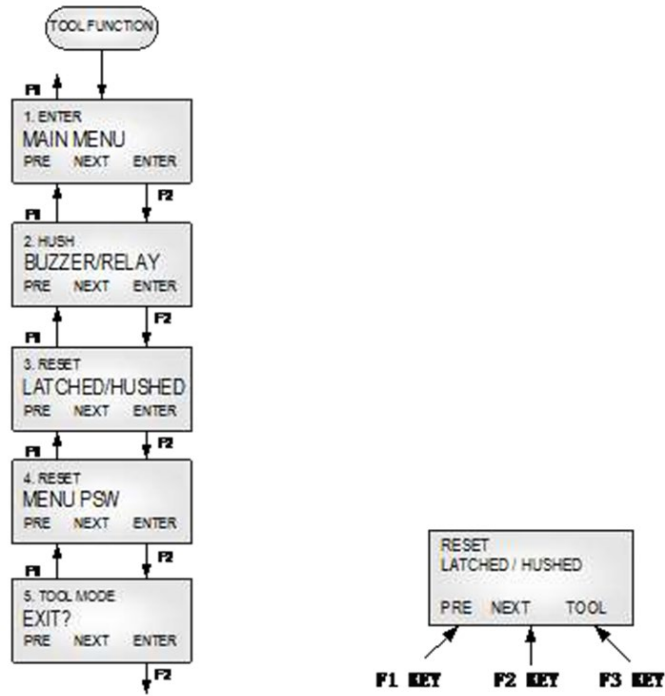 TOOL FUNCTION
F1
1. ENTER
MAIN MENU
PRE NEXT ENTER
F1 F2
2. HUSH
BUZZER/RELAY
PRE NEXT ENTER
F1 F2
3. RESET
LATCHED/HUSHED
PRE NEXT ENTER
F1 F2
4. RESET
MENU PSW
PRE NEXT ENTER
F1 F2
5. TOOL MODE
EXIT?
PRE NEXT ENTER
F2
RESET
LATCHED / HUSHED
PRE NEXT TOOL
F1 KEY F2 KEY F3 KEY